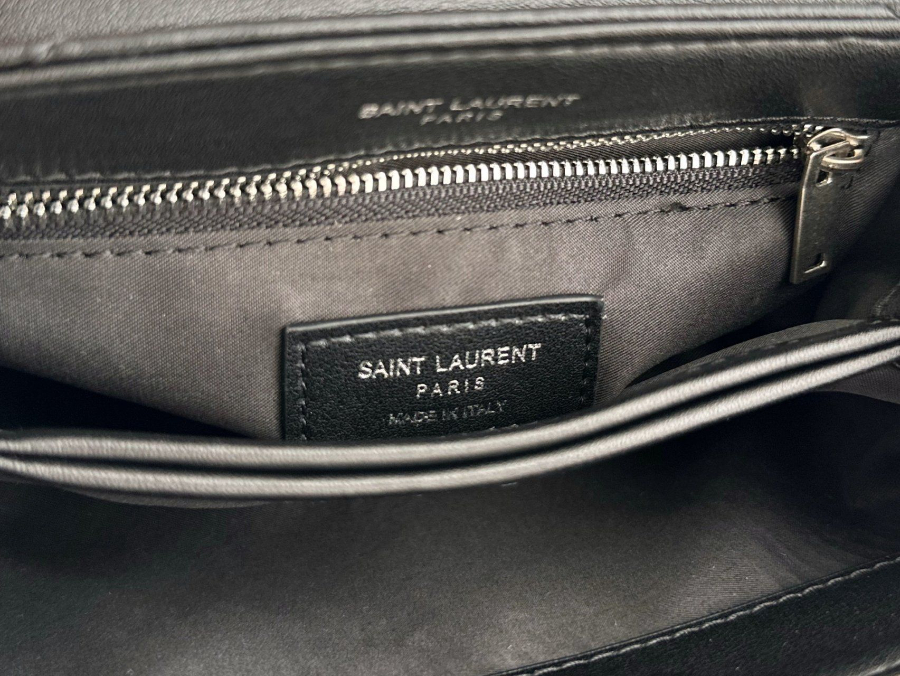 SAINT LAURENT
PARIS
SAINT LAURENT
PARIS
MADE IN ITALY